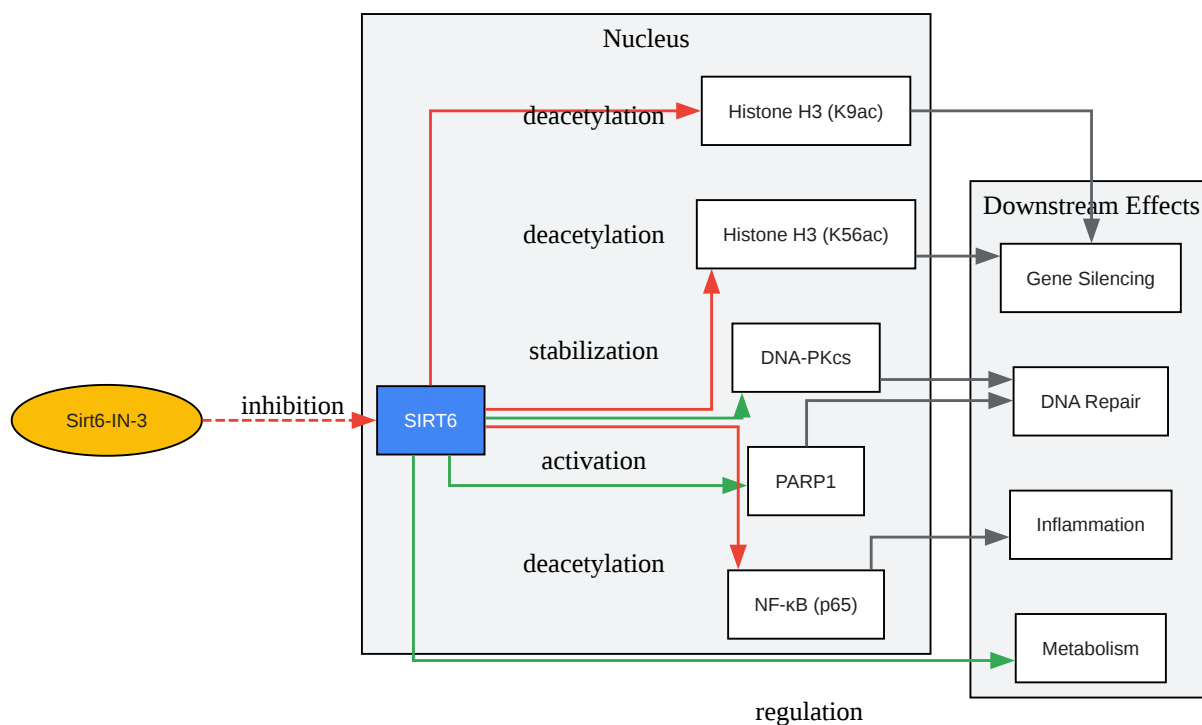 Nucleus
deacetylation
Histone H3 (K9ac)
Downstream Effects
deacetylation
Histone H3 (K56ac)
Gene Silencing
stabilization
DNA-PKcs
DNA Repair
Sirt6-IN-3
inhibition
SIRT6
activation
PARP1
Inflammation
deacetylation
NF-κB (p65)
Metabolism
regulation